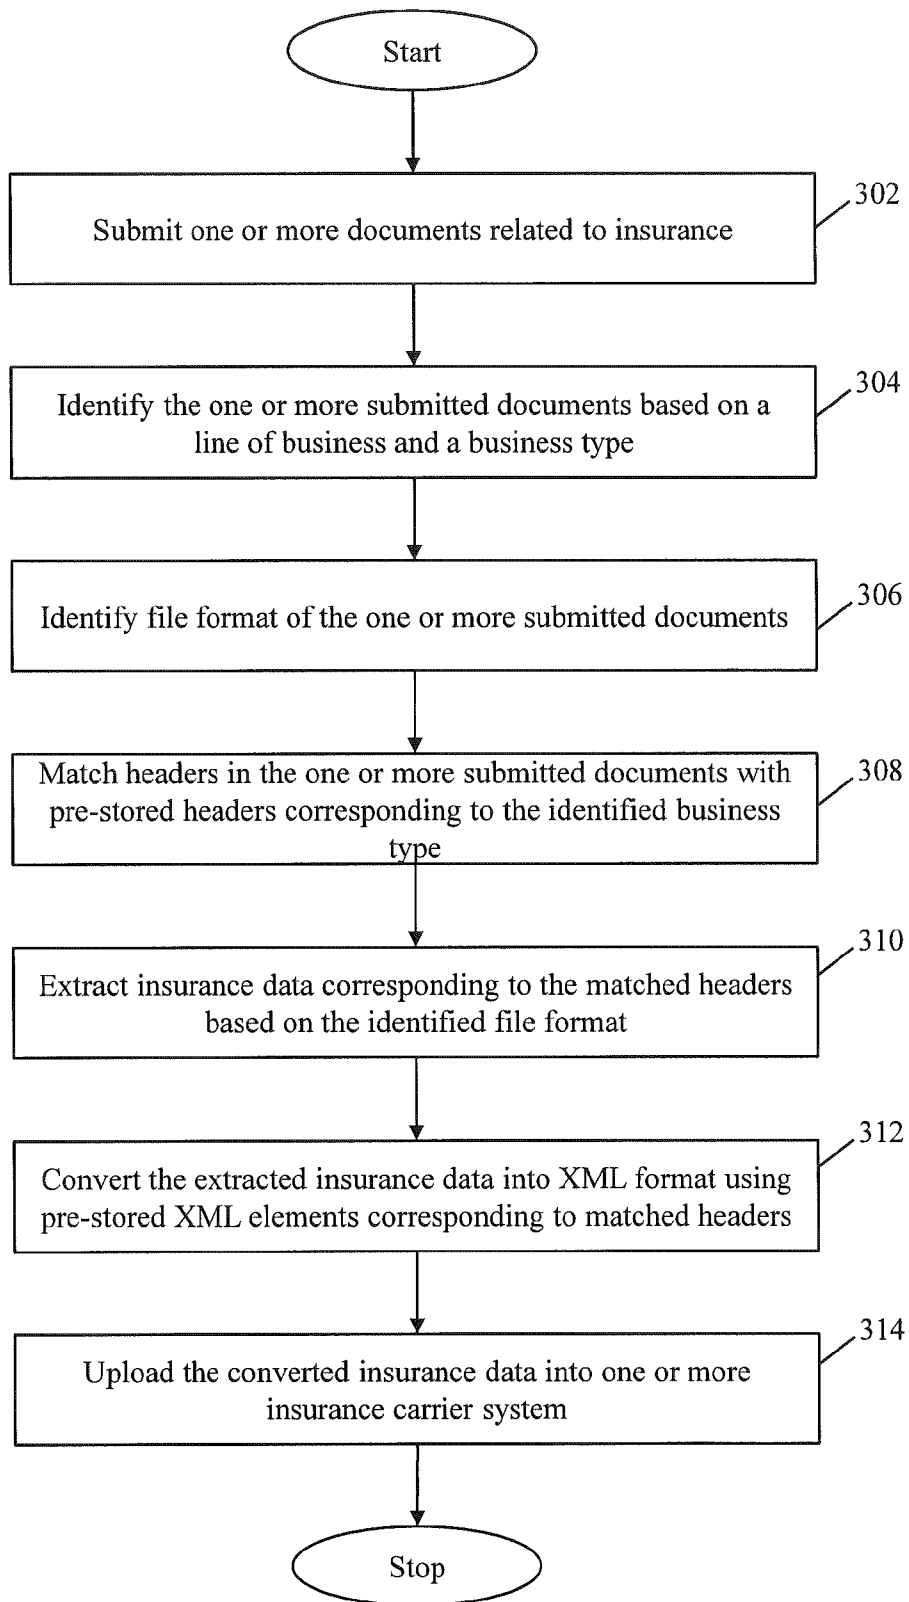 Start
302
Submit one or more documents related to insurance
304
Identify the one or more submitted documents based on a
line of business and a business type
306
Identify file format of the one or more submitted documents
308
Match headers in the one or more submitted documents with
pre-stored headers corresponding to the identified business
type
310
Extract insurance data corresponding to the matched headers
based on the identified file format
312
Convert the extracted insurance data into XML format using
pre-stored XML elements corresponding to matched headers
314
Upload the converted insurance data into one or more
insurance carrier system
Stop